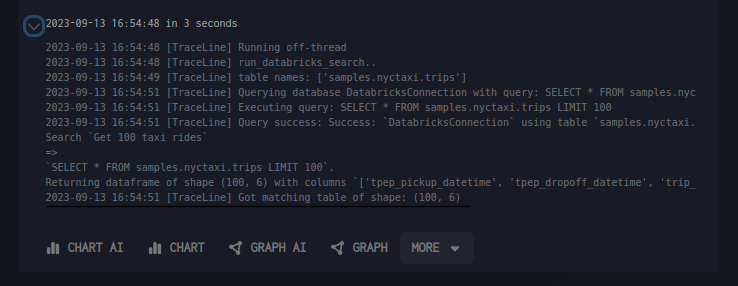 2023-09-13 16:54:48 in 3 seconds
2023-09-13 16:54:48 [TraceLine] Running off-thread
2023-09-13 16:54:48 [TraceLine] run_databricks_search..
2023-09-13 16:54:49 [TraceLine] table names: ['samples.nyctaxi.trips']
2023-09-13 16:54:51 [TraceLine] Querying database DatabricksConnection with query: SELECT * FROM samples.nyc
2023-09-13 16:54:51 [TraceLine] Executing query: SELECT * FROM samples.nyctaxi.trips LIMIT 100
2023-09-13 16:54:51 [TraceLine] Query success: Success: `DatabricksConnection` using table `samples.nyctaxi.
Search `Get 100 taxi rides`
=>
`SELECT * FROM samples.nyctaxi.trips LIMIT 100`.
Returning dataframe of shape (100, 6) with columns `['tpep_pickup_datetime', 'tpep_dropoff_datetime', 'trip_
2023-09-13 16:54:51 [TraceLine] Got matching table of shape: (100, 6)
CHART AI CHART GRAPH AI GRAPH MORE